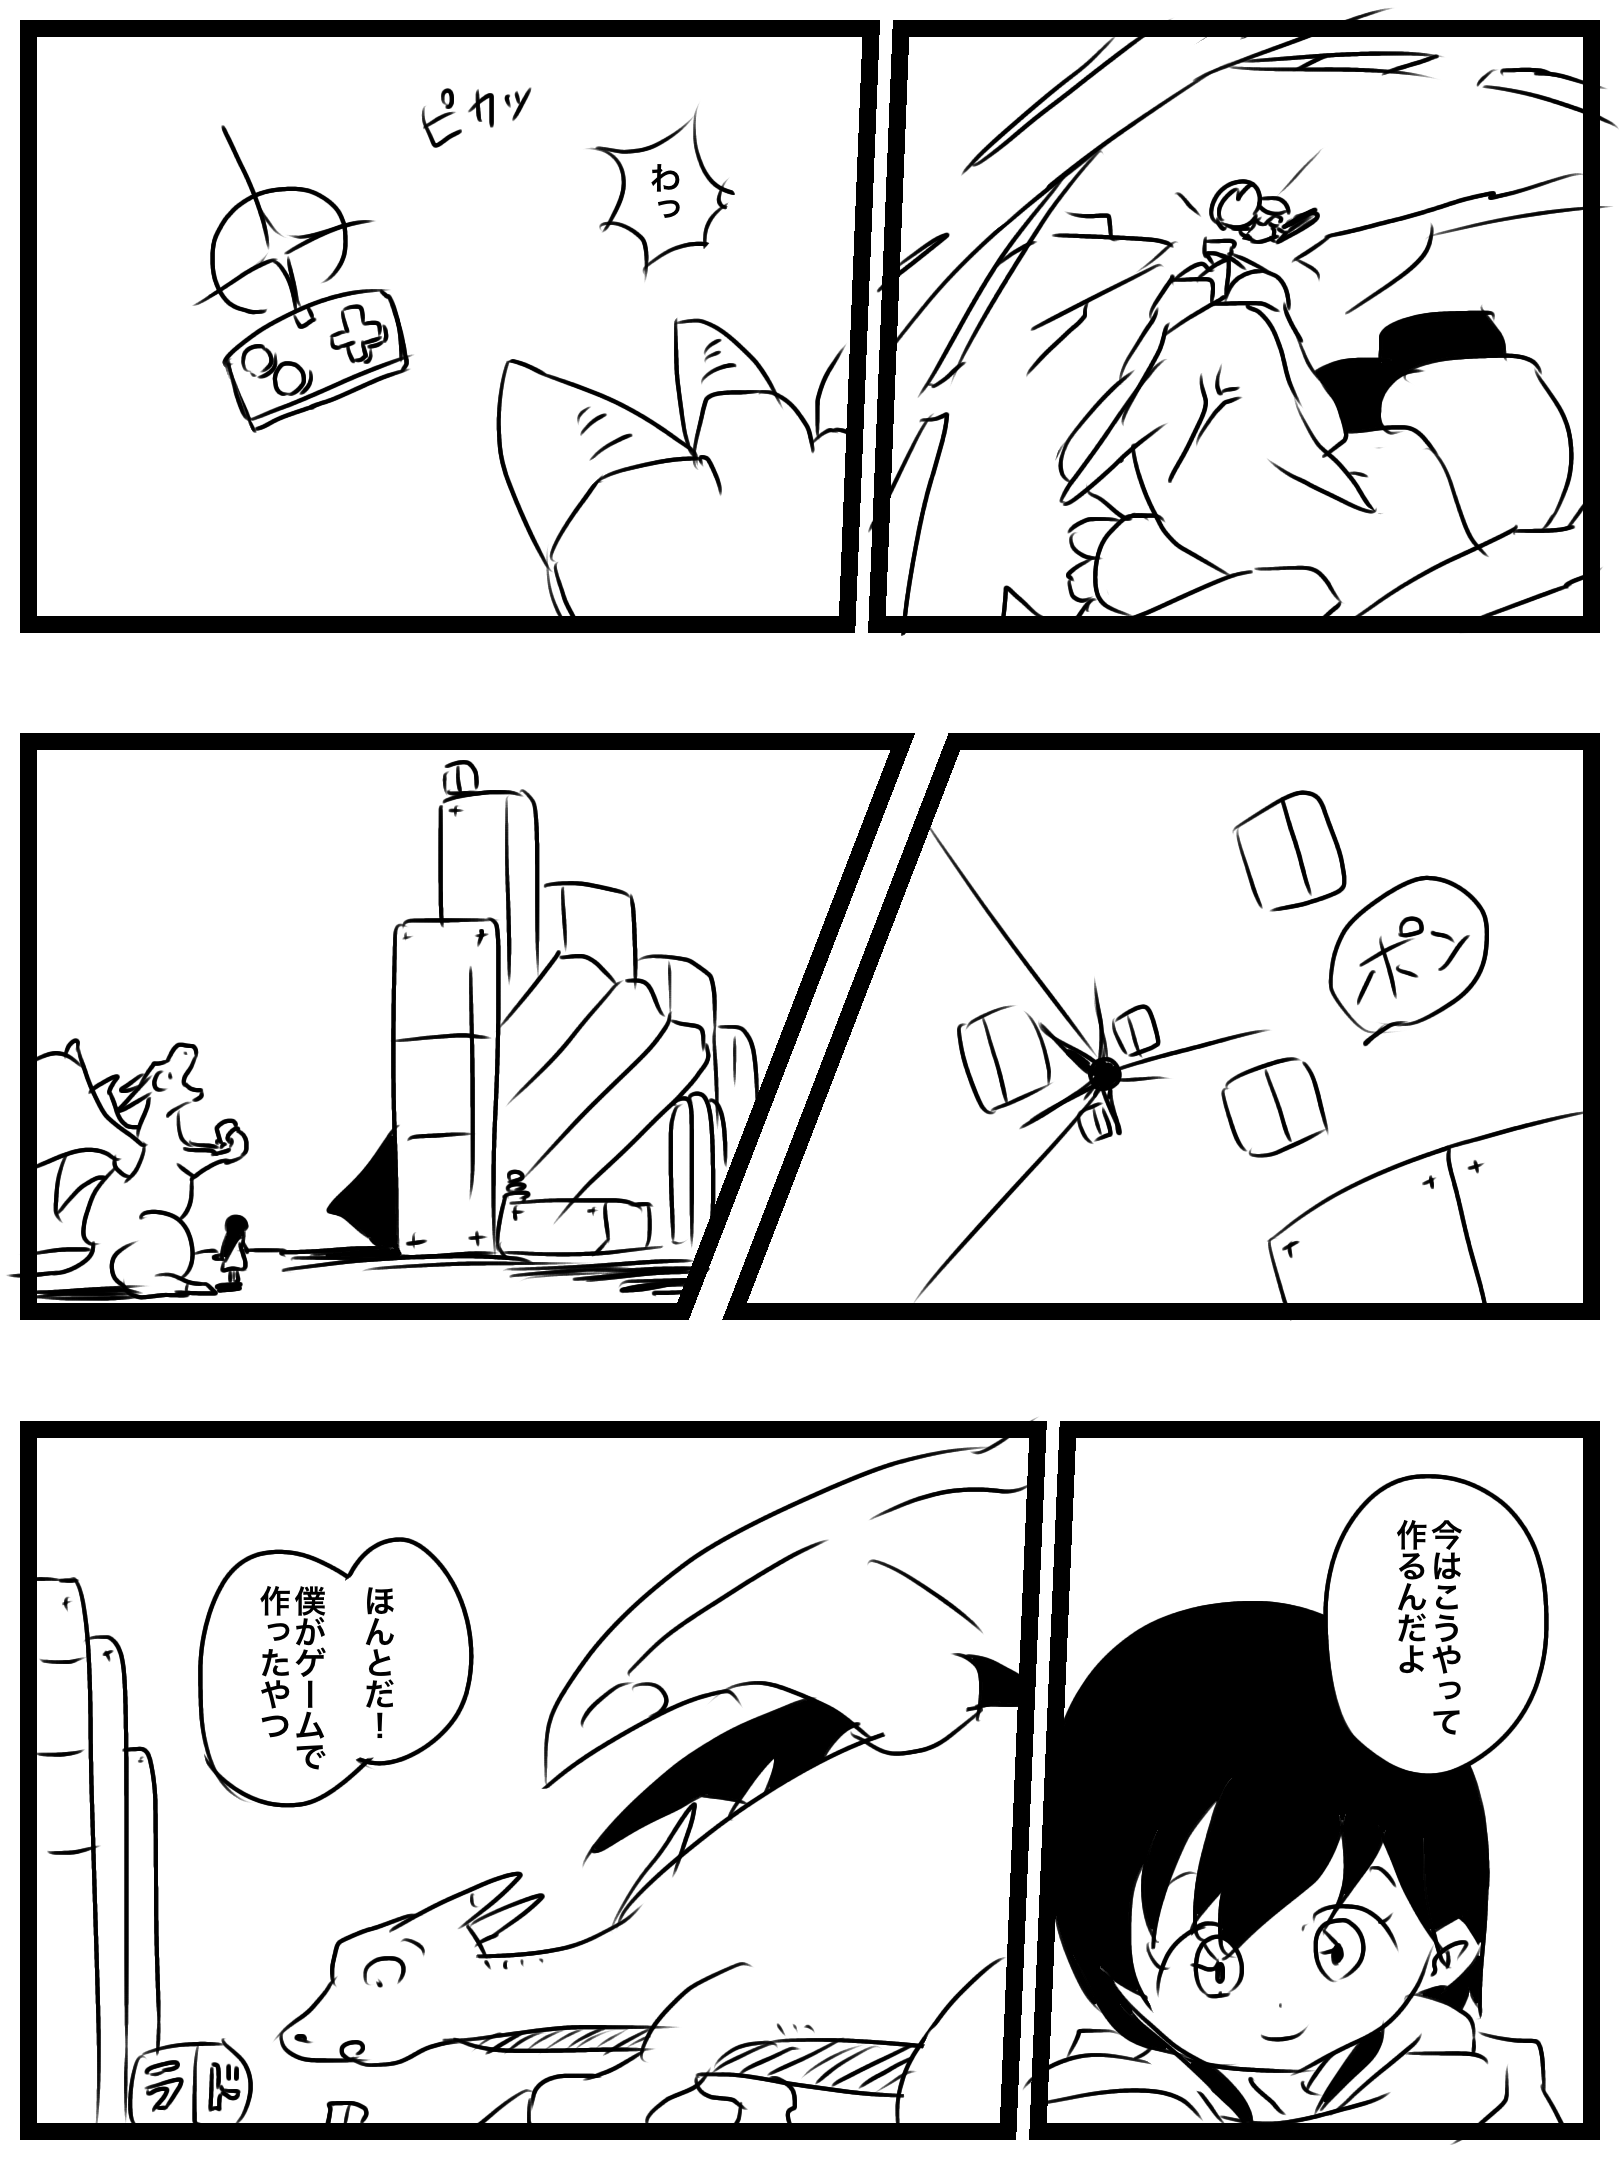 ピカッ
わっ
ポン
今はこうやって
作るんだよ
ほんとだ！
僕がゲームで
作ったやつ
ラド